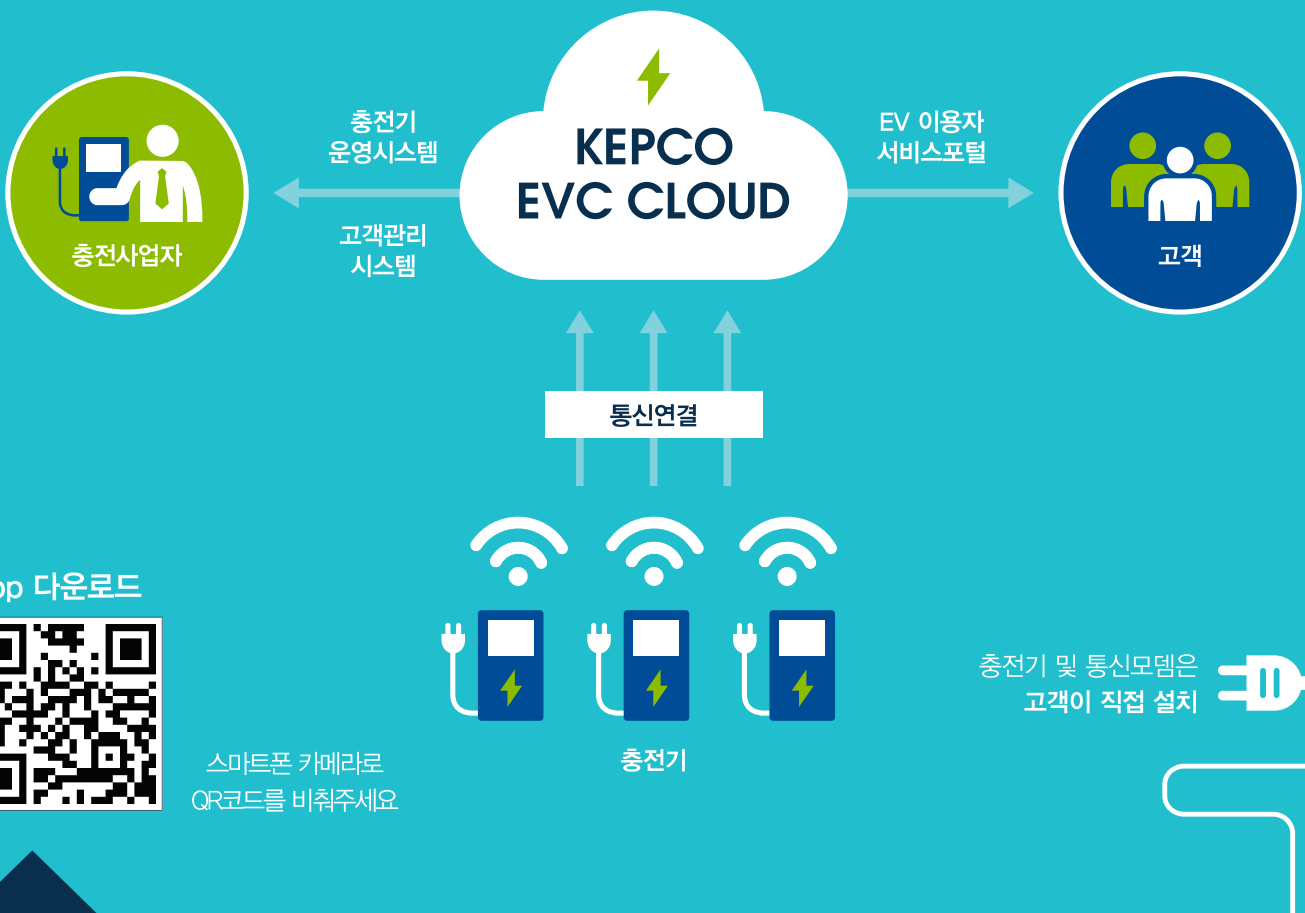 KEPCO
EVC CLOUD
충전기
운영시스템
고객관리
시스템
충전사업자
EV 이용자
서비스포털
고객
통신연결
다운로드
스마트폰 카메라로
QR코드를 비춰주세요
충전기
충전기 및 통신모뎀은
고객이 직접 설치